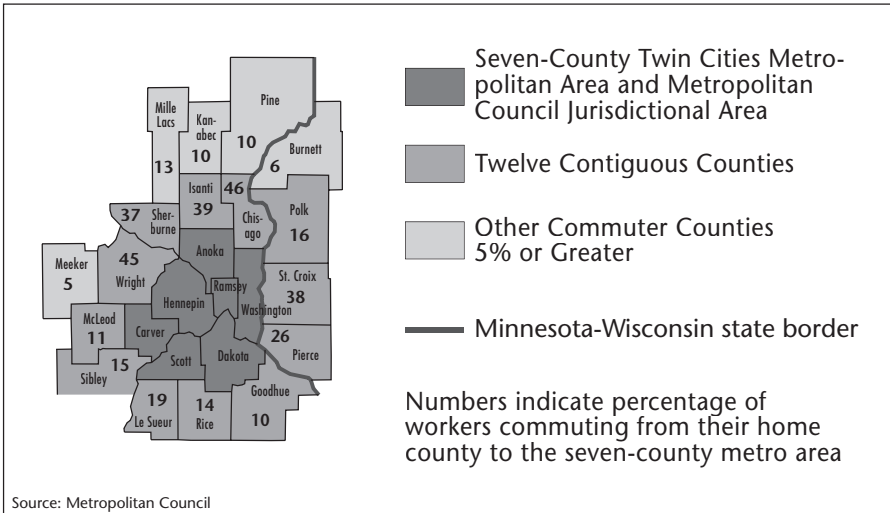 Seven-County Twin Cities Metro-
politan Area and Metropolitan
Council Jurisdictional Area
Twelve Contiguous Counties
Other Commuter Counties
5% or Greater
Minnesota-Wisconsin state border
Numbers indicate percentage of
workers commuting from their home
county to the seven-county metro area
Mille
Lacs
13
Kan-
abec
10
Pine
10
Burnett
6
Isanti
39
46
Chis-
ago
Polk
16
37
Sher-
burne
Anoka
Meeker
5
45
Wright
Hennepin
Ramsey
Washington
St. Croix
38
McLeod
11
Carver
26
Pierce
Scott
Dakota
15
Sibley
19
Le Sueur
14
Rice
Goodhue
10
Source: Metropolitan Council